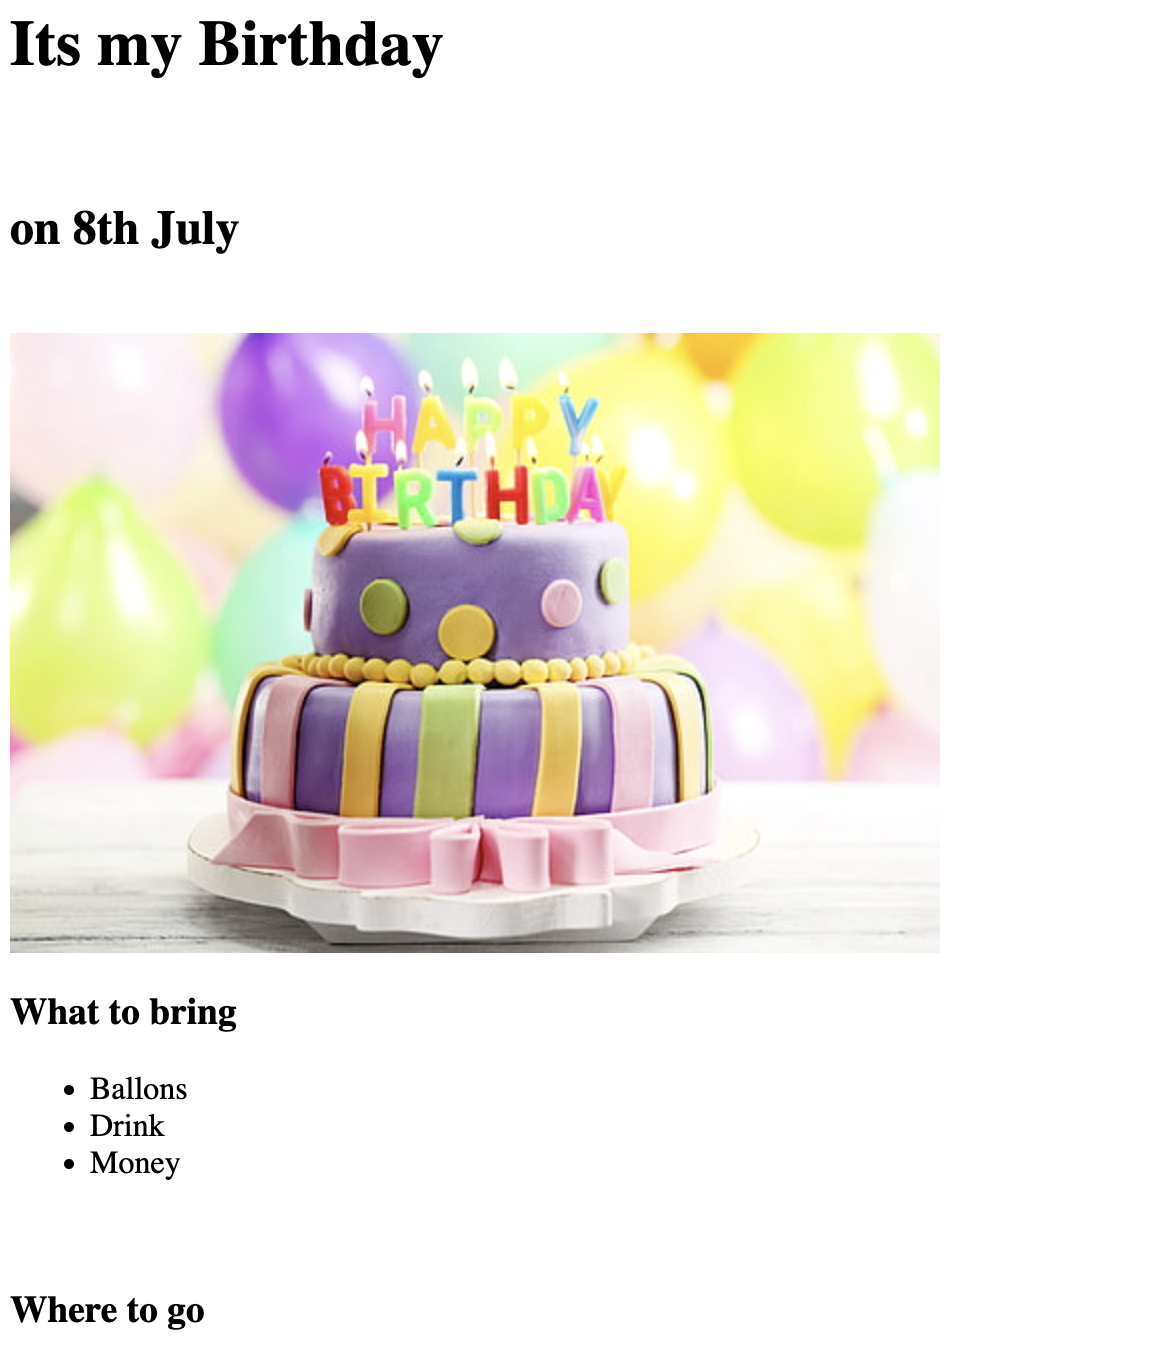 Its my Birthday
on 8th July
HAPPY
BIRTHDAY
What to bring
Ballons
Drink
Money
Where to go